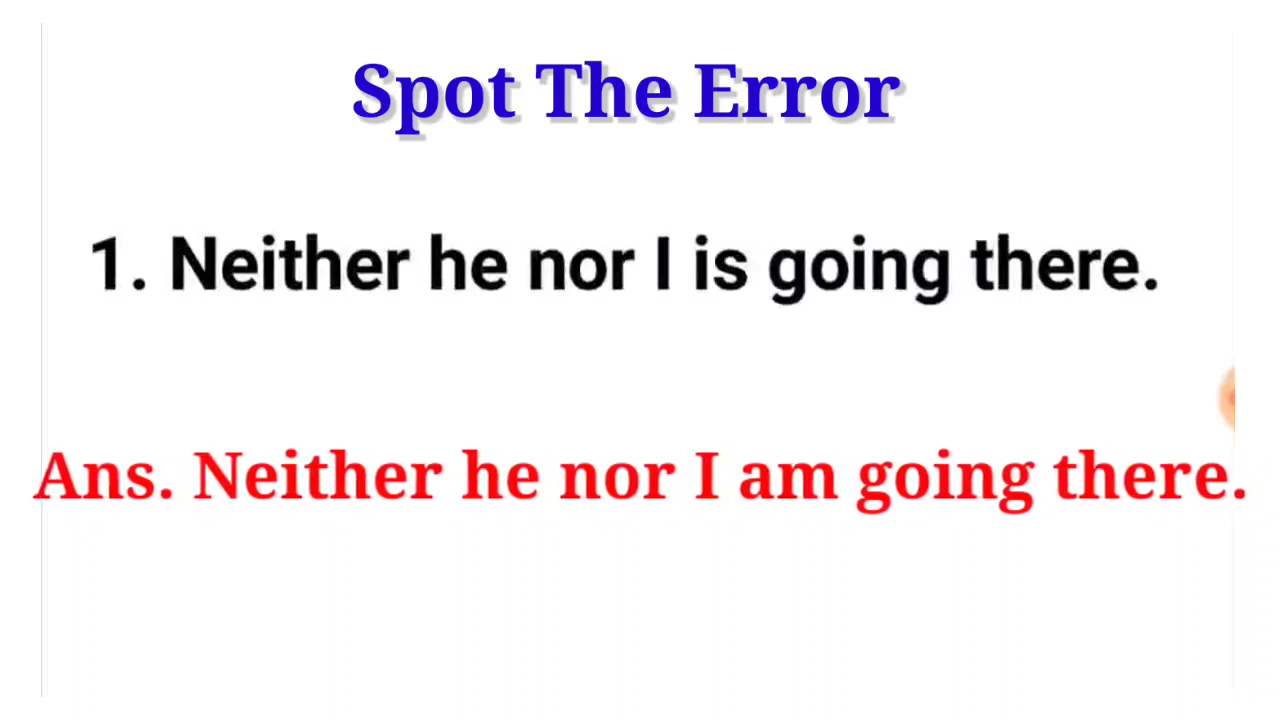 Spot The Error
1. Neither he nor I is going there.
Ans. Neither he nor I am going there.